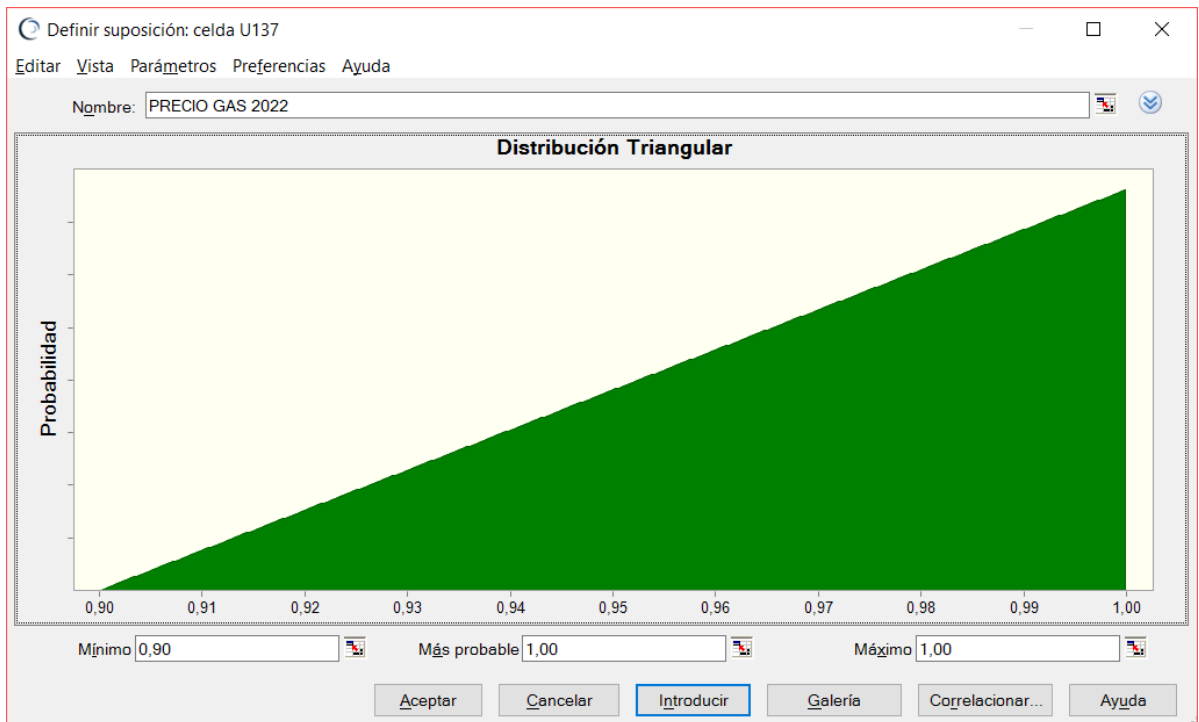 Definir suposición: celda U137
Editar Vista Parámetros Preferencias Ayuda
Nombre: PRECIO GAS 2022
Distribución Triangular
Probabilidad
0,90 0,91 0,92 0,93 0,94 0,95 0,96 0,97 0,98 0,99 1,00
Mínimo 0,90 Más probable 1,00 Máximo 1,00
Aceptar Cancelar Introducir Galería Correlacionar... Ayuda